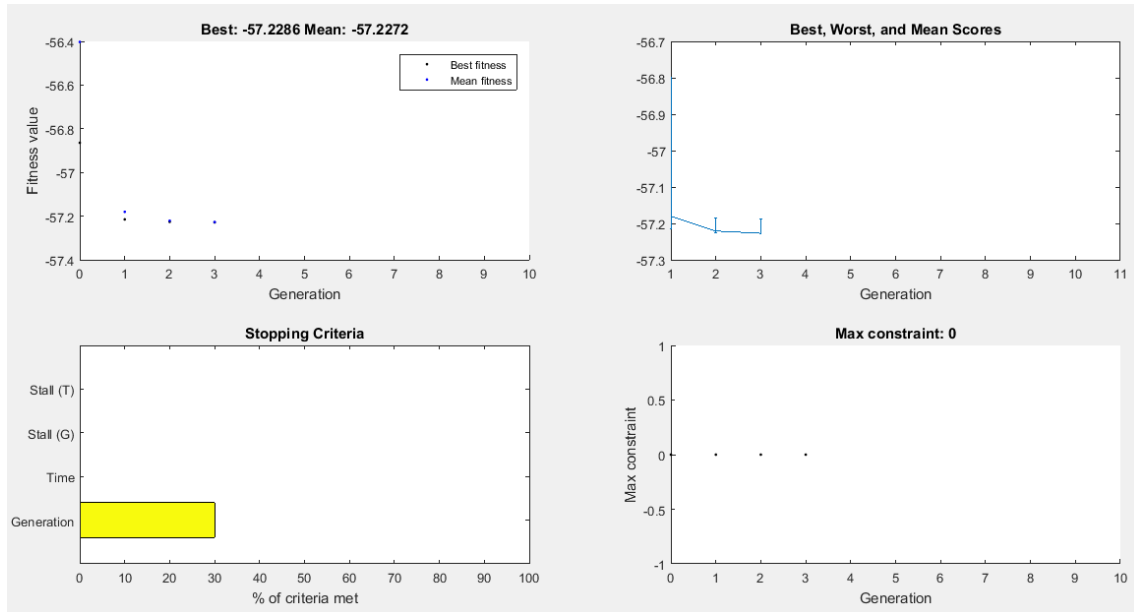 Best: -57.2286 Mean: -57.2272
-56.4
-56.6
-56.8
-57
-57.2
-57.4
Fitness value
Best fitness
Mean fitness
0 1 2 3 4 5 6 7 8 9 10
Generation
Best, Worst, and Mean Scores
-56.7
-56.8
-56.9
-57
-57.1
-57.2
-57.3
1 2 3 4 5 6 7 8 9 10 11
Generation
Stopping Criteria
Stall (T)
Stall (G)
Time
Generation
0 10 20 30 40 50 60 70 80 90 100
% of criteria met
Max constraint: 0
1
0.5
0
-0.5
-1
Max constraint
0 1 2 3 4 5 6 7 8 9 10
Generation